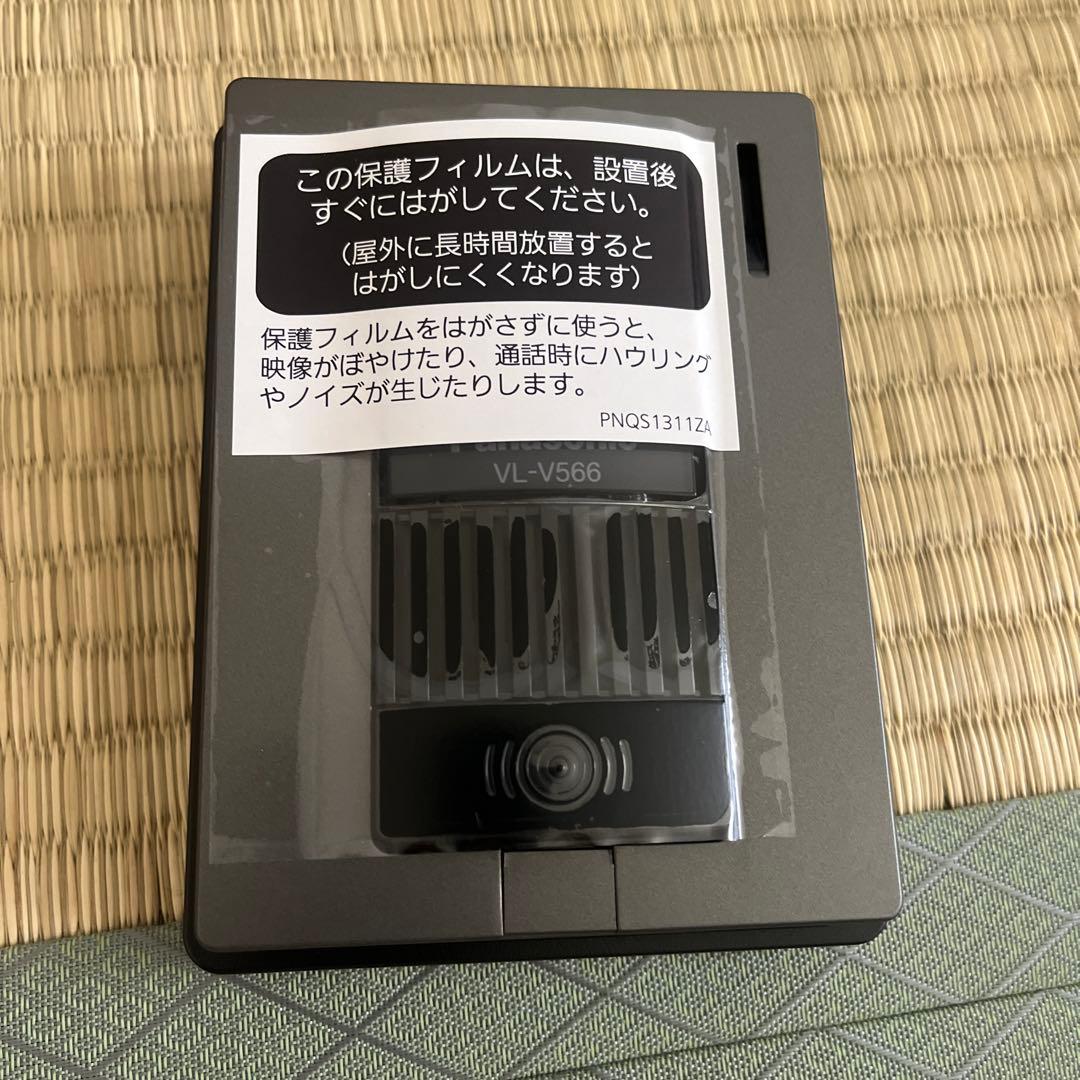 この保護フィルムは、設置後
すぐにはがしてください。
（屋外に長時間放置すると
はがしにくくなります）
保護フィルムをはがさずに使うと、
映像がぼやけたり、通話時にハウリング
やノイズが生じたりします。
PNQS1311ZA
Panasonic
VL-V566